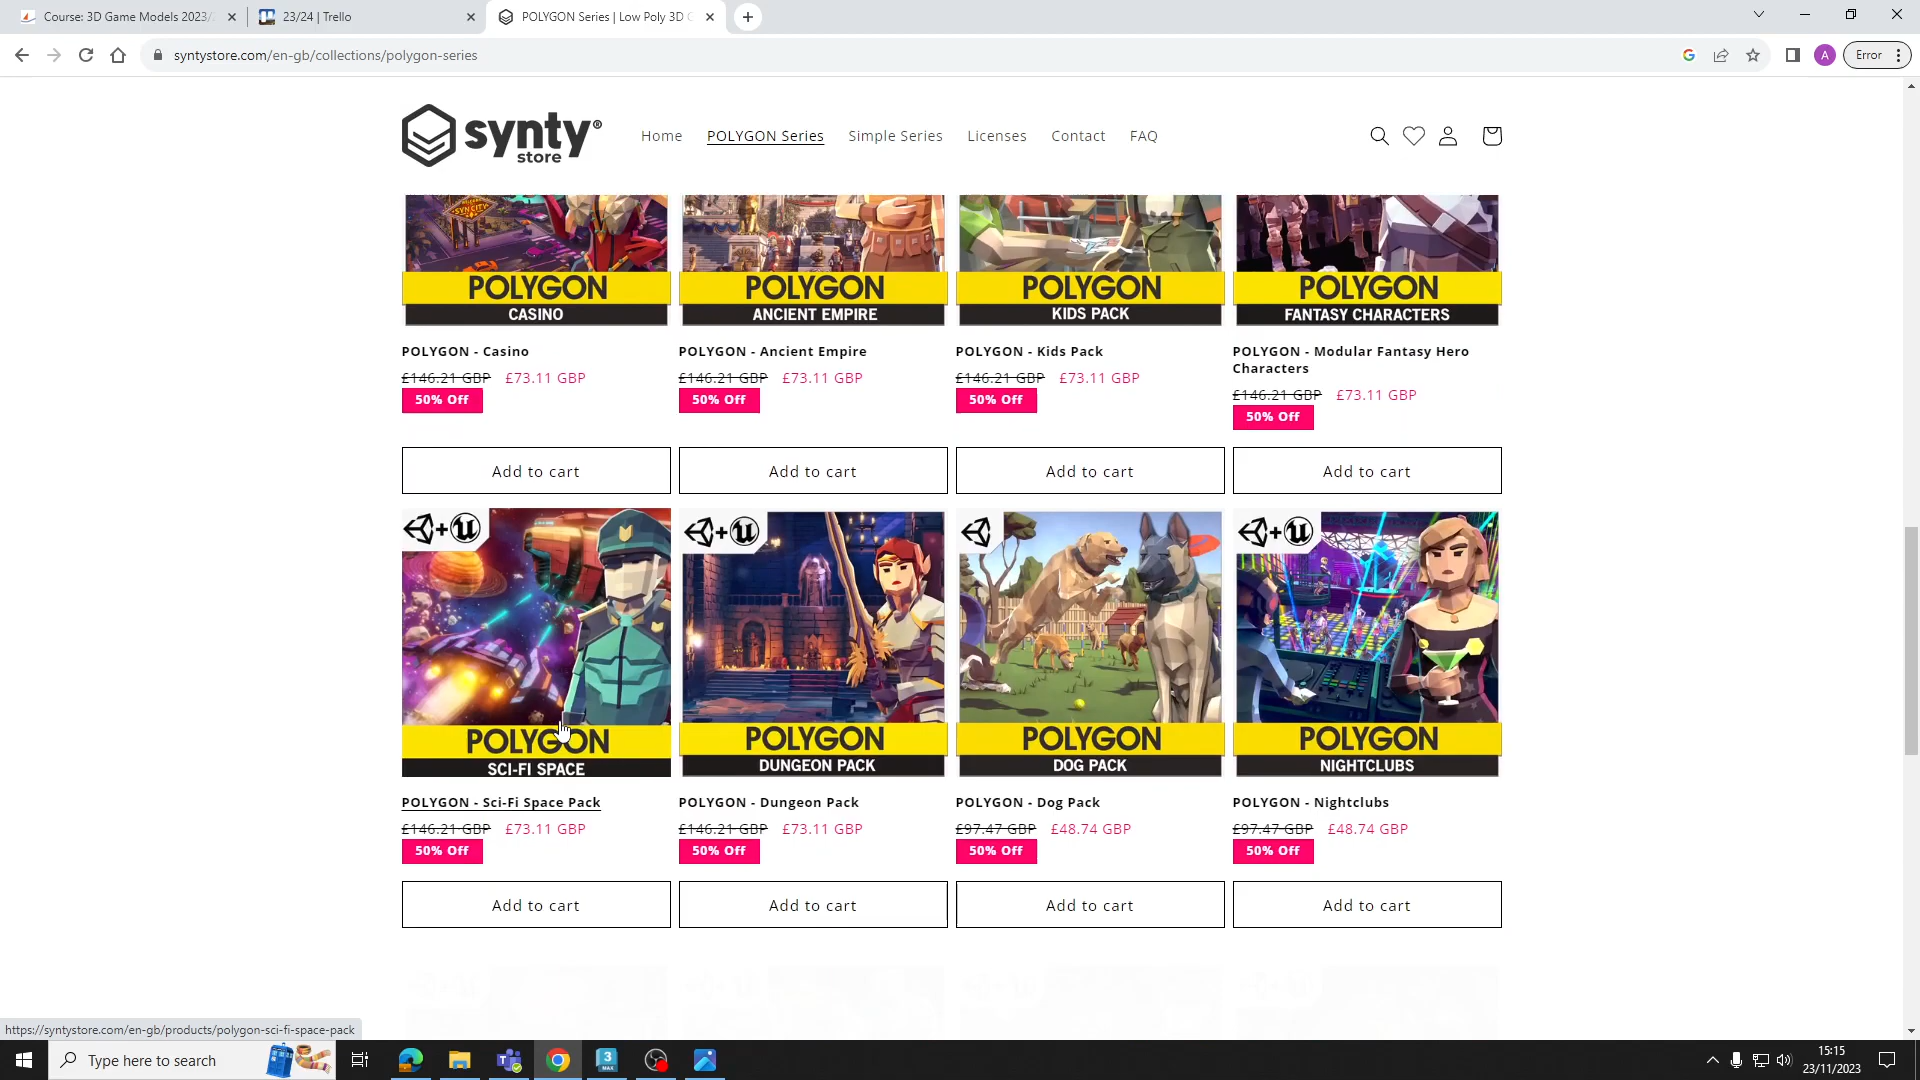 Course: 3D Game Models 2023/
23/24 | Trello
POLYGON Series | Low Poly 3D
syntystore.com/en-gb/collections/polygon-series
A
Error
synty store
Home
POLYGON Series
Simple Series
Licenses
Contact
FAQ
SYN CITY
POLYGON
CASINO
POLYGON
ANCIENT EMPIRE
POLYGON
KIDS PACK
POLYGON
FANTASY CHARACTERS
POLYGON - Casino
£146.21 GBP £73.11 GBP
50% Off
Add to cart
POLYGON - Ancient Empire
£146.21 GBP £73.11 GBP
50% Off
Add to cart
POLYGON - Kids Pack
£146.21 GBP £73.11 GBP
50% Off
Add to cart
POLYGON - Modular Fantasy Hero
Characters
£146.21 GBP £73.11 GBP
50% Off
Add to cart
POLYGON
SCI-FI SPACE
POLYGON
DUNGEON PACK
POLYGON
DOG PACK
POLYGON
NIGHTCLUBS
POLYGON - Sci-Fi Space Pack
£146.21 GBP £73.11 GBP
50% Off
Add to cart
POLYGON - Dungeon Pack
£146.21 GBP £73.11 GBP
50% Off
Add to cart
POLYGON - Dog Pack
£97.47 GBP £48.74 GBP
50% Off
Add to cart
POLYGON - Nightclubs
£97.47 GBP £48.74 GBP
50% Off
Add to cart
https://syntystore.com/en-gb/products/polygon-sci-fi-space-pack
Type here to search
15:15
23/11/2023